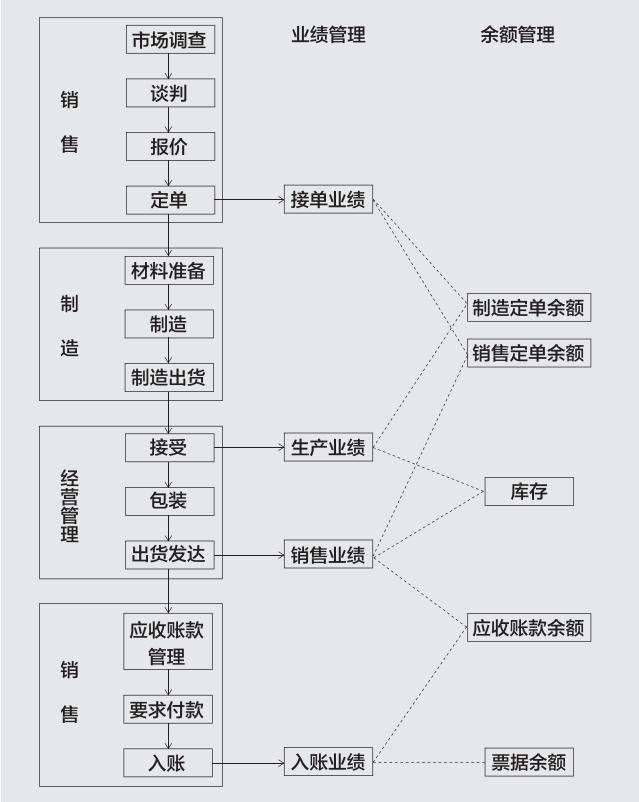 业绩管理
余额管理
销
售
市场调查
谈判
报价
定单
接单业绩
制
造
材料准备
制造
制造出货
制造定单余额
销售定单余额
经
营
管
理
接受
包装
出货发达
生产业绩
销售业绩
库存
销
售
应收账款
管理
要求付款
入账
入账业绩
应收账款余额
票据余额